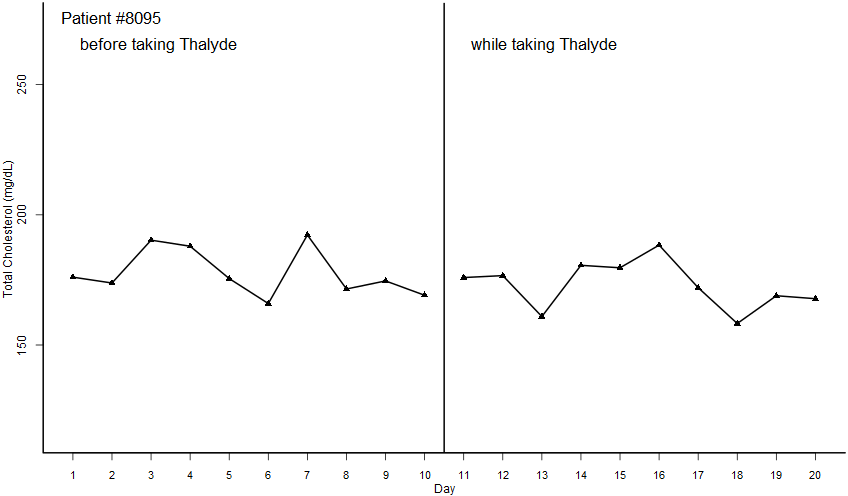 Patient #8095
before taking Thalyde
while taking Thalyde
Total Cholesterol (mg/dL)
250
200
150
1 2 3 4 5 6 7 8 9 10 11 12 13 14 15 16 17 18 19 20
Day